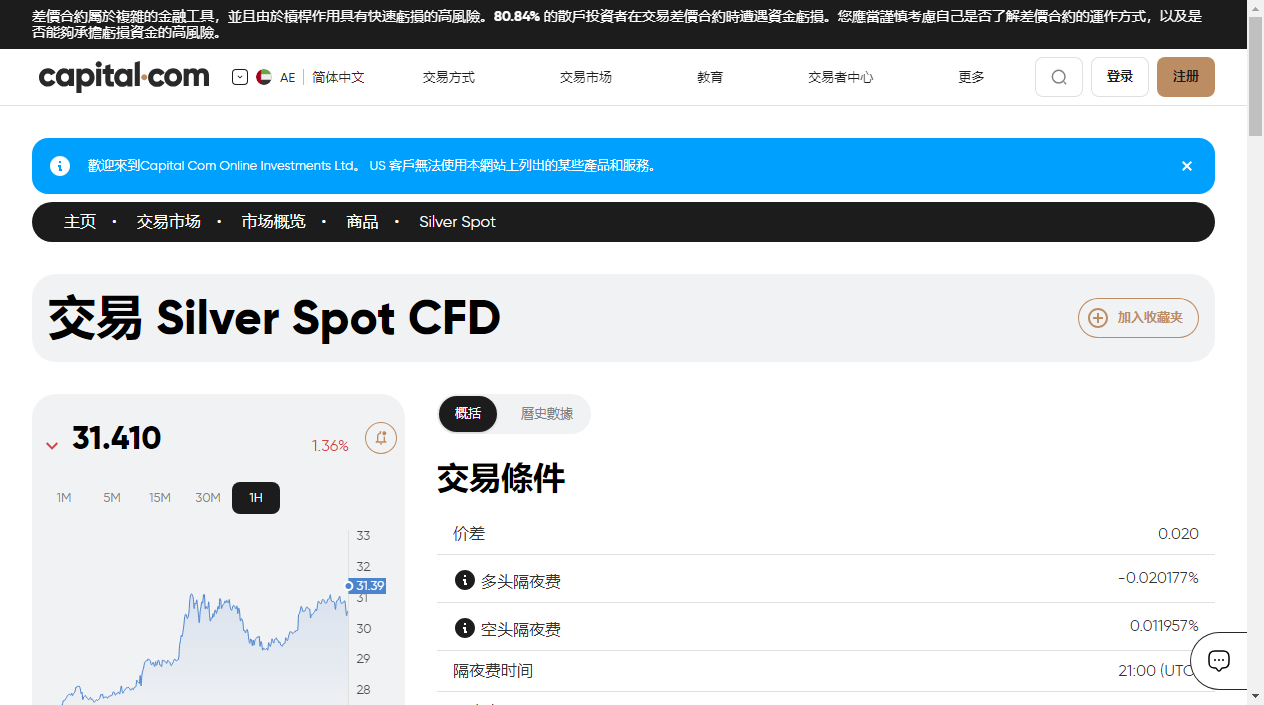 差價合約屬於複雜的金融工具，並且由於槓桿作用具有快速虧損的高風險。80.84% 的散戶投資者在交易差價合約時遭遇資金虧損。您應當謹慎考慮自己是否了解差價合約的運作方式，以及是
否能夠承擔虧損資金的高風險。
capital.com AE 简体中文 交易方式 交易市场 教育 交易者中心 更多 登录 注册
歡迎來到Capital Com Online Investments Ltd。 US 客戶無法使用本網站上列出的某些產品和服務。
主页 · 交易市场 · 市场概览 · 商品 · Silver Spot
交易 Silver Spot CFD
加入收藏夹
31.410
1.36%
1M 5M 15M 30M 1H
33
32
31.39
31
30
29
28
概括 曆史數據
交易條件
价差 0.020
多头隔夜费 -0.020177%
空头隔夜费 0.011957%
隔夜费时间 21:00 (UTC